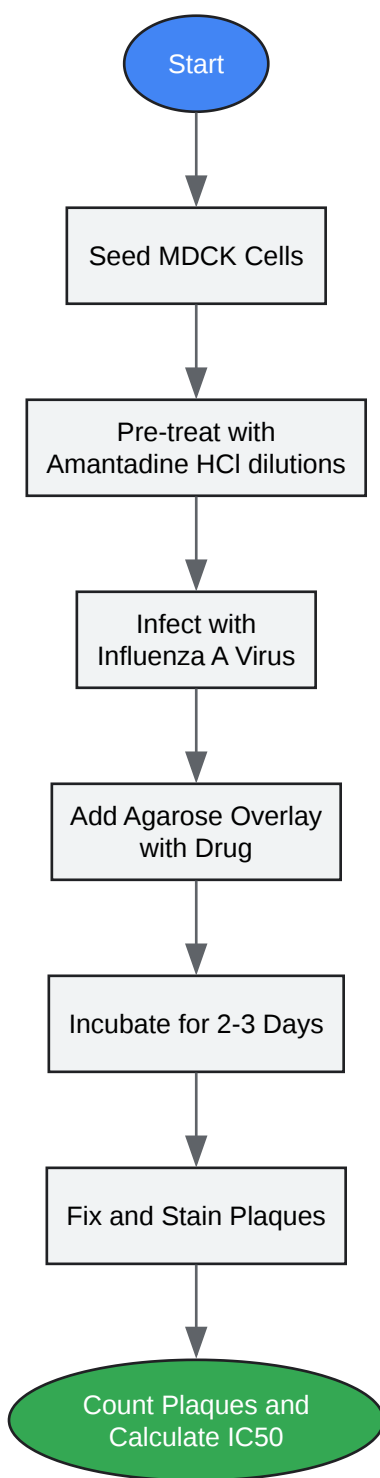 Start
Seed MDCK Cells
Pre-treat with
Amantadine HCl dilutions
Infect with
Influenza A Virus
Add Agarose Overlay
with Drug
Incubate for 2-3 Days
Fix and Stain Plaques
Count Plaques and
Calculate IC50